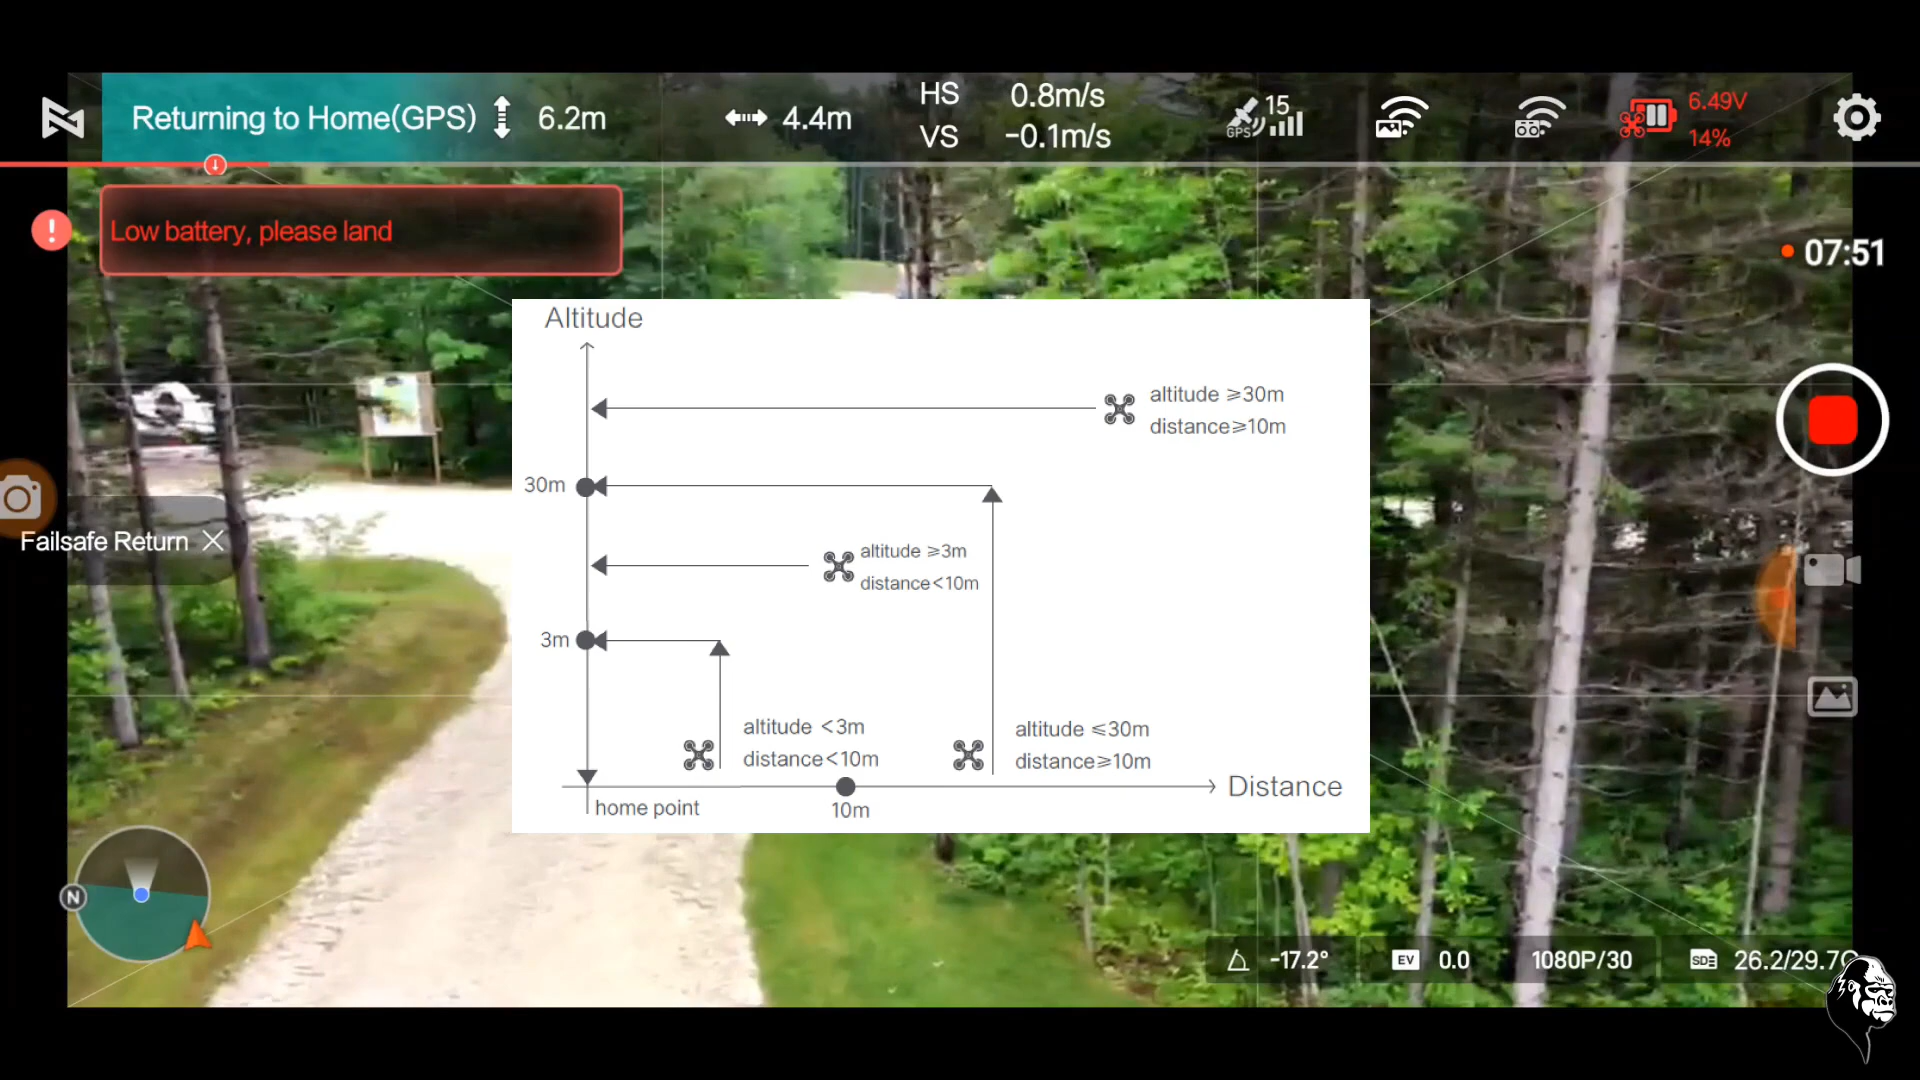 Returning to Home(GPS) 6.2m 4.4m
HS 0.8m/s
VS -0.1m/s
GPS 15
6.49V
14%
Low battery, please land
07:51
Altitude
altitude ≥30m
distance≥10m
30m
altitude ≥3m
distance<10m
3m
altitude <3m
distance<10m
altitude ≤30m
distance≥10m
home point
10m
Distance
Failsafe Return
N
-17.2°
EV 0.0
1080P/30
26.2/29.7G